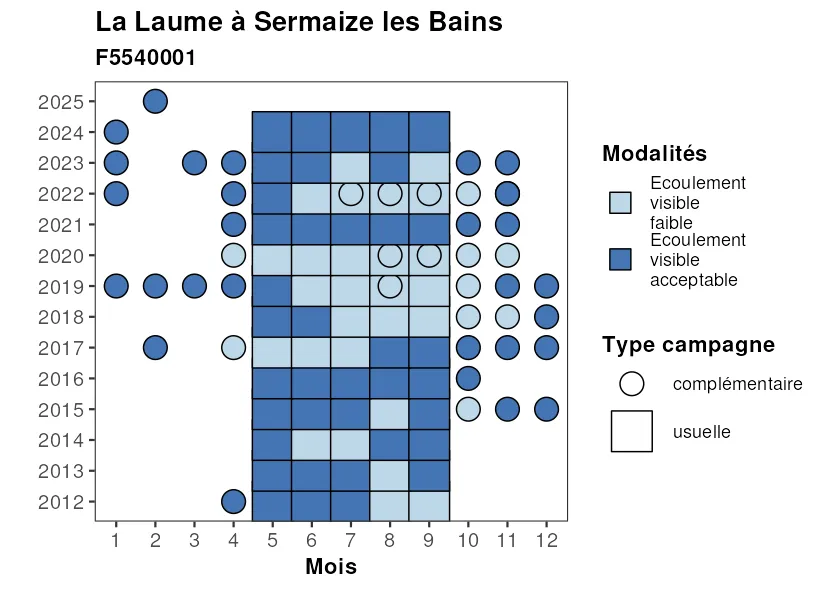 La Laume à Sermaize les Bains
F5540001
2025
2024
2023
2022
2021
2020
2019
2018
2017
2016
2015
2014
2013
2012
1 2 3 4 5 6 7 8 9 10 11 12
Mois
Modalités
Ecoulement
visible
faible
Ecoulement
visible
acceptable
Type campagne
complémentaire
usuelle